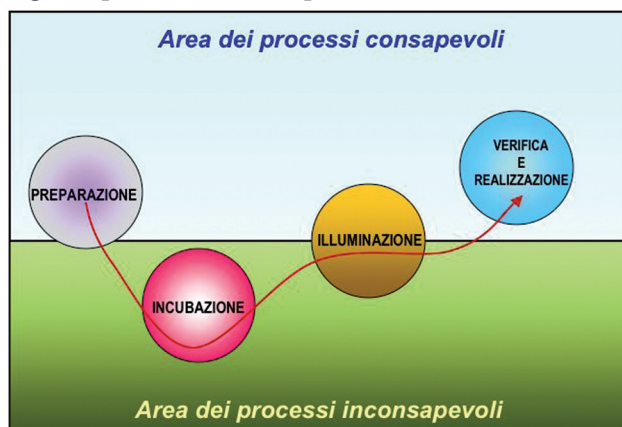 Area dei processi consapevoli
VERIFICA
E
REALIZZAZIONE
PREPARAZIONE
ILLUMINAZIONE
INCUBAZIONE
Area dei processi inconsapevoli